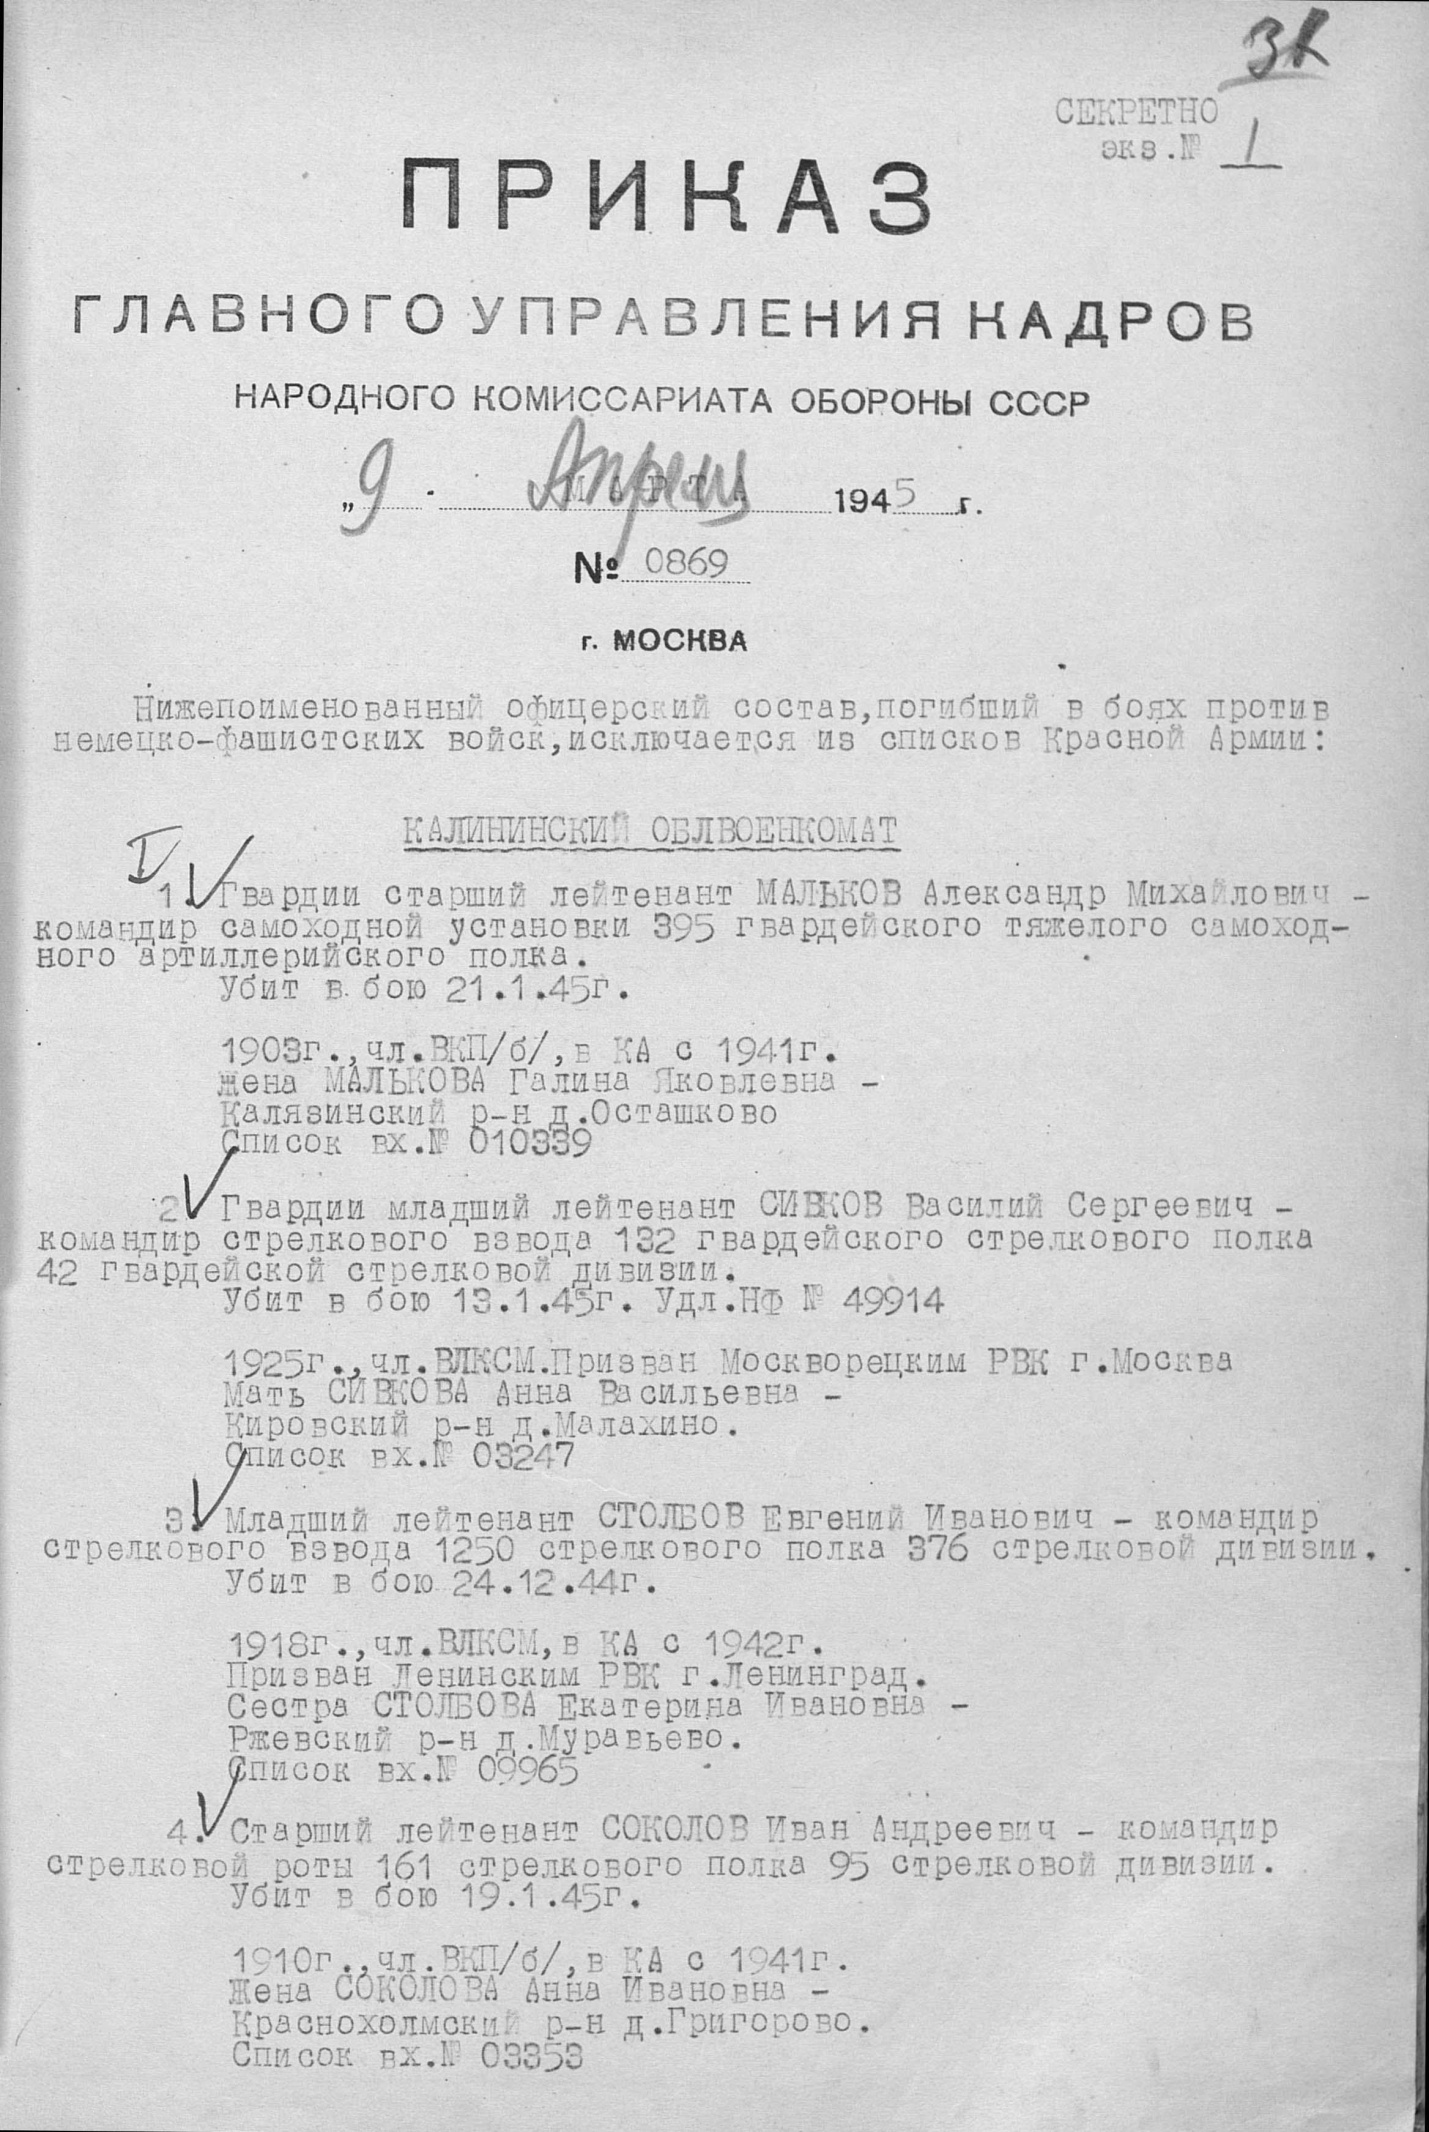 СЕКРЕТНО
экз.№ 1
ПРИКАЗ
ГЛАВНОГО УПРАВЛЕНИЯ КАДРОВ
НАРОДНОГО КОМИССАРИАТА ОБОРОНЫ СССР
„9 Апреля МАРТА 1945 г.
№ 0869
г. МОСКВА
Нижепоименованный офицерский состав,погибший в боях против
немецко-фашистских войск,исключается из списков Красной Армии:
КАЛИНИНСКИЙ ОБЛВОЕНКОМАТ
I
1. Гвардии старший лейтенант МАЛЬКОВ Александр Михайлович -
командир самоходной установки 395 гвардейского тяжелого самоход-
ного артиллерийского полка.
Убит в бою 21.1.45г.
1903г.,чл.ВКП/б/,в КА с 1941г.
Жена МАЛЬКОВА Галина Яковлевна -
Калязинский р-н д.Осташково
Список вх.№ 010339
2 Гвардии младший лейтенант СИВКОВ Василий Сергеевич -
командир стрелкового взвода 132 гвардейского стрелкового полка
42 гвардейской стрелковой дивизии.
Убит в бою 13.1.45г. Удл.НФ № 49914
1925г.,чл.ВЛКСМ.Призван Москворецким РВК г.Москва
Мать СИВКОВА Анна Васильевна -
Кировский р-н д.Малахино.
Список вх.№ 03247
3. Младший лейтенант СТОЛБОВ Евгений Иванович - командир
стрелкового взвода 1250 стрелкового полка 376 стрелковой дивизии.
Убит в бою 24.12.44г.
1918г.,чл.ВЛКСМ,в КА с 1942г.
Призван Ленинским РВК г.Ленинград.
Сестра СТОЛБОВА Екатерина Ивановна -
Ржевский р-н д.Муравьево.
Список вх.№ 09965
4. Старший лейтенант СОКОЛОВ Иван Андреевич - командир
стрелковой роты 161 стрелкового полка 95 стрелковой дивизии.
Убит в бою 19.1.45г.
1910г.,чл.ВКП/б/,в КА с 1941г.
Жена СОКОЛОВА Анна Ивановна -
Краснохолмский р-н д.Григорово.
Список вх.№ 03353